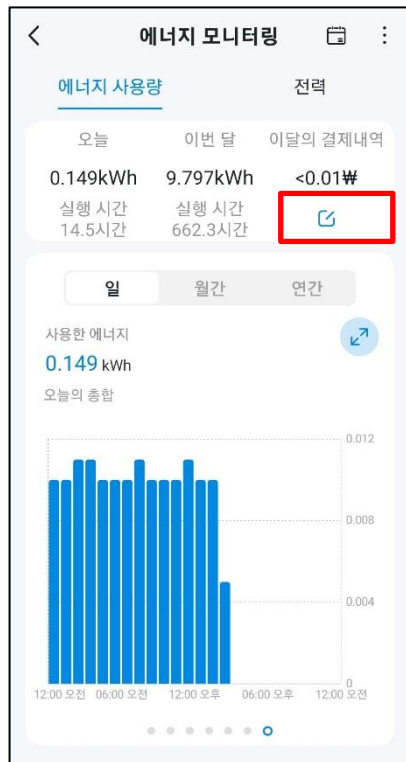 에너지 모니터링
에너지 사용량 전력
오늘 이번 달 이달의 결제내역
0.149kWh 9.797kWh <0.01₩
실행 시간 실행 시간
14.5시간 662.3시간
일 월간 연간
사용한 에너지
0.149 kWh
오늘의 총합
0.012
0.008
0.004
0
12:00 오전 06:00 오전 12:00 오후 06:00 오후 12:00 오전